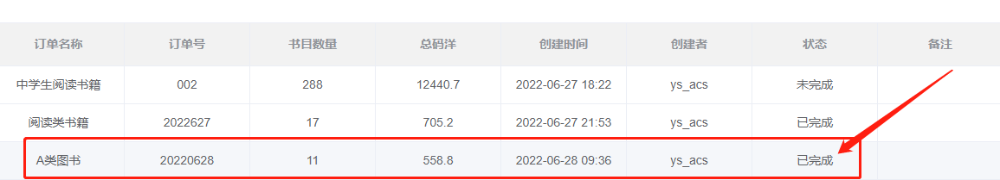 订单名称 订单号 书目数量 总码洋 创建时间 创建者 状态 备注
中学生阅读书籍 002 288 12440.7 2022-06-27 18:22 ys_acs 未完成
阅读类书籍 2022627 17 705.2 2022-06-27 21:53 ys_acs 已完成
A类图书 20220628 11 558.8 2022-06-28 09:36 ys_acs 已完成